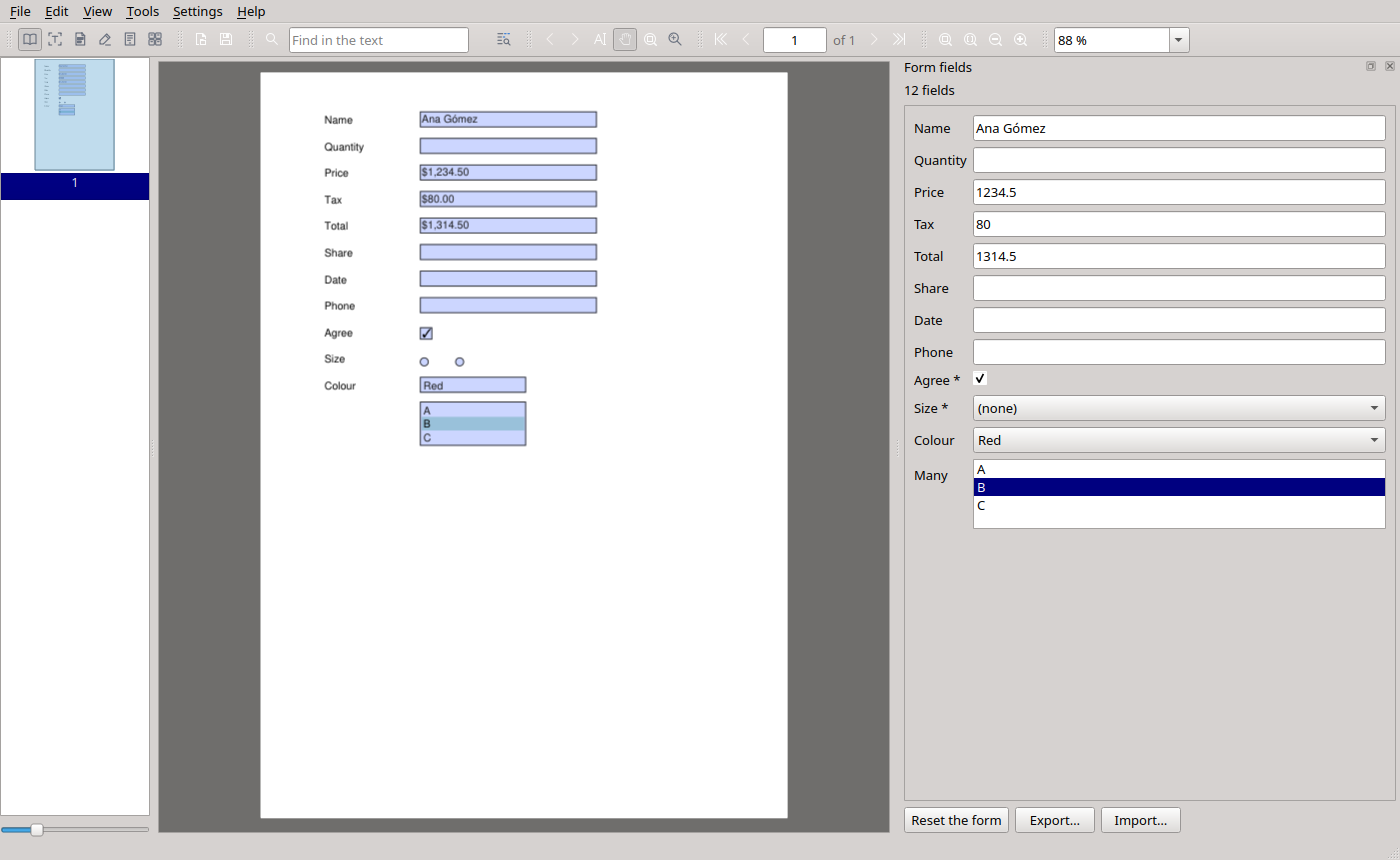 File Edit View Tools Settings Help
Find in the text
1 of 1
88 %
1
Name Ana Gómez
Quantity
Price $1,234.50
Tax $80.00
Total $1,314.50
Share
Date
Phone
Agree
Size
Colour Red
A
B
C
Form fields
12 fields
Name Ana Gómez
Quantity
Price 1234.5
Tax 80
Total 1314.5
Share
Date
Phone
Agree *
Size * (none)
Colour Red
Many A
B
C
Reset the form Export... Import...